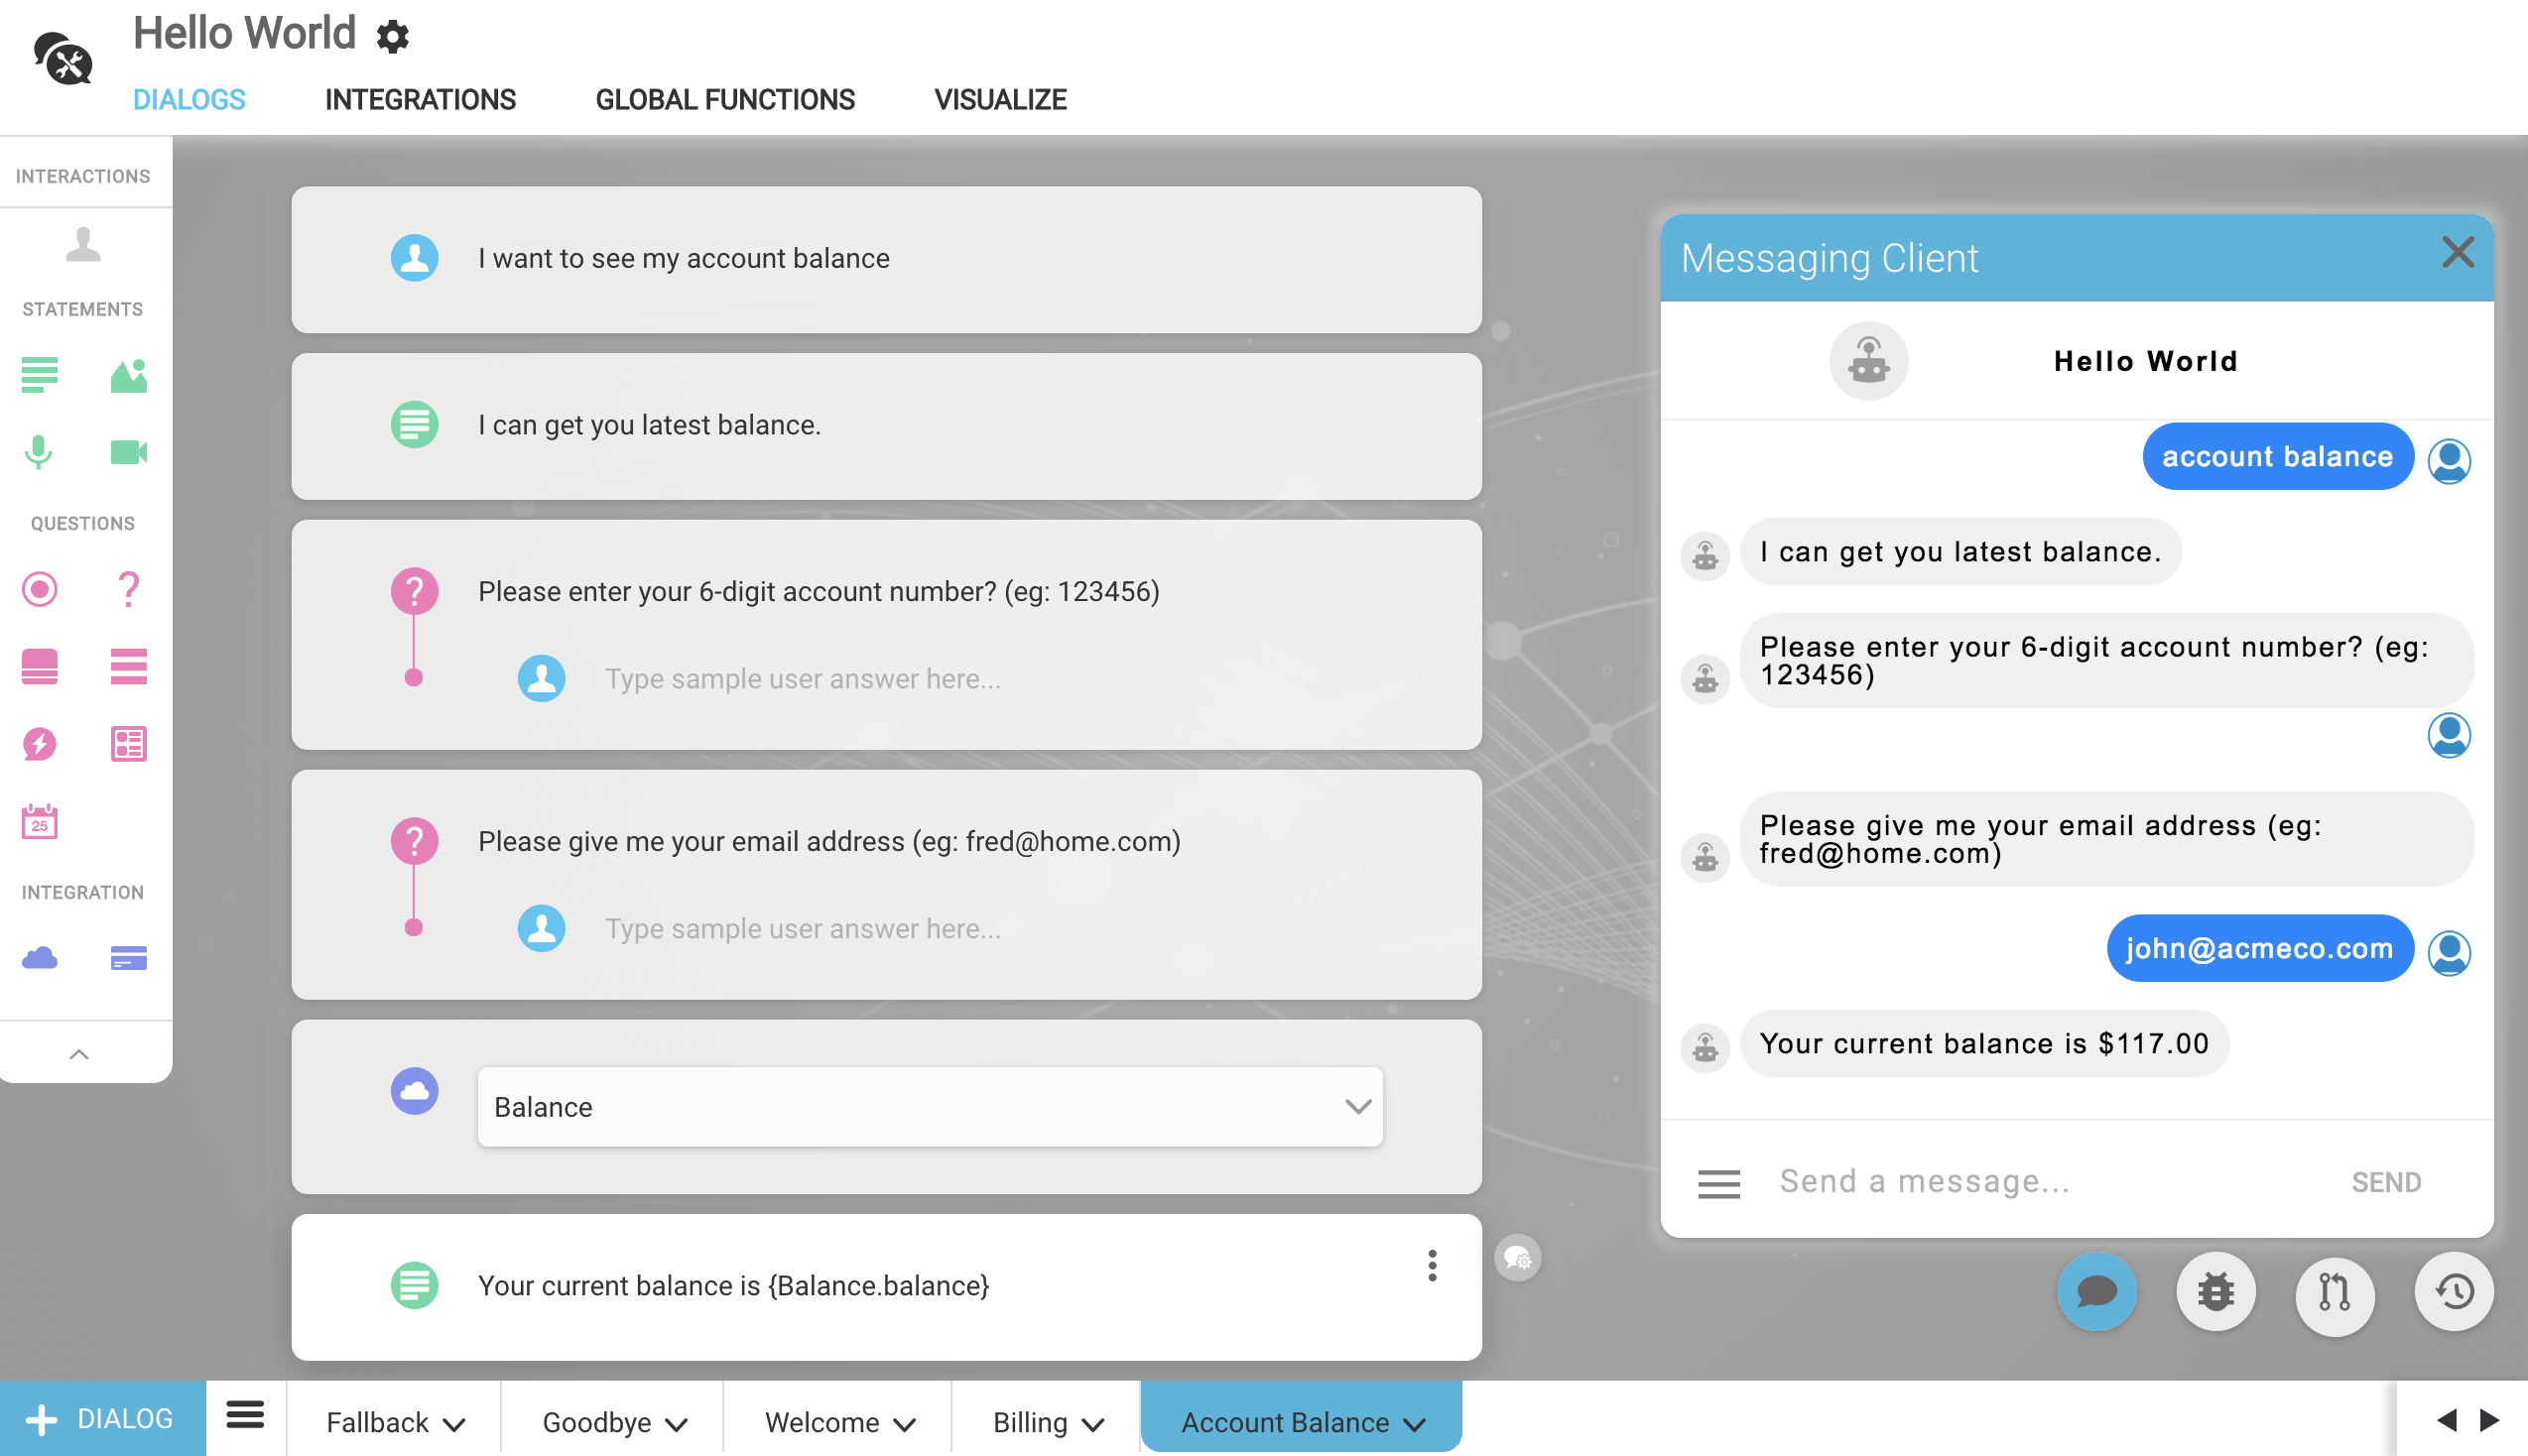 Hello World
DIALOGS INTEGRATIONS GLOBAL FUNCTIONS VISUALIZE
INTERACTIONS
STATEMENTS
QUESTIONS
25
INTEGRATION
I want to see my account balance
I can get you latest balance.
Please enter your 6-digit account number? (eg: 123456)
Type sample user answer here...
Please give me your email address (eg: fred@home.com)
Type sample user answer here...
Balance
Your current balance is {Balance.balance}
Messaging Client
Hello World
account balance
I can get you latest balance.
Please enter your 6-digit account number? (eg:
123456)
Please give me your email address (eg:
fred@home.com)
john@acmeco.com
Your current balance is $117.00
Send a message... SEND
DIALOG Fallback Goodbye Welcome Billing Account Balance